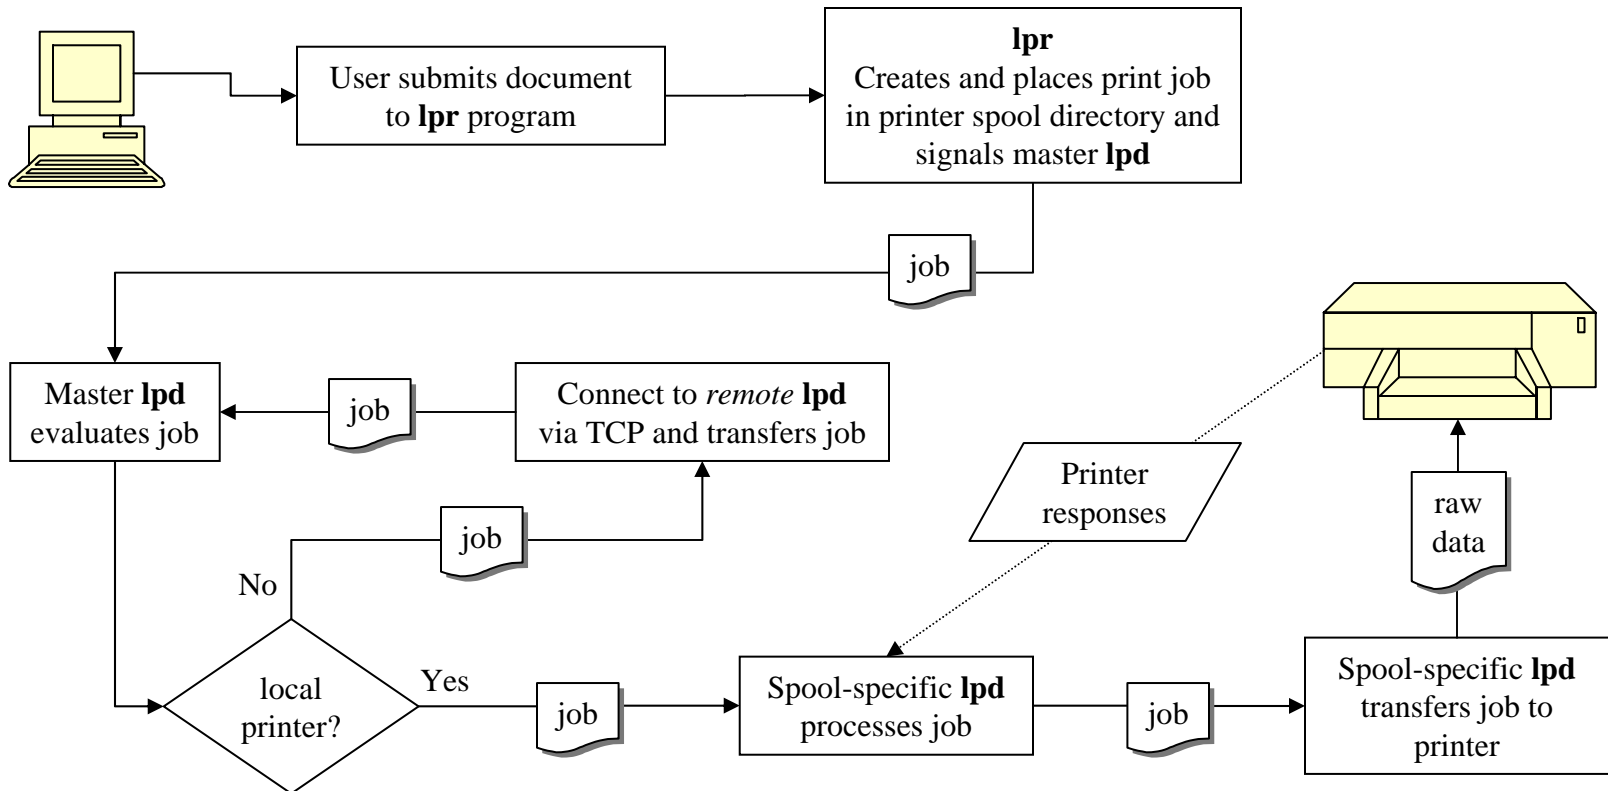 User submits document
to lpr program
lpr
Creates and places print job
in printer spool directory and
signals master lpd
job
Master lpd
evaluates job
job
Connect to remote lpd
via TCP and transfers job
job
No
local
printer?
Yes
job
Spool-specific lpd
processes job
Printer
responses
job
Spool-specific lpd
transfers job to
printer
raw
data